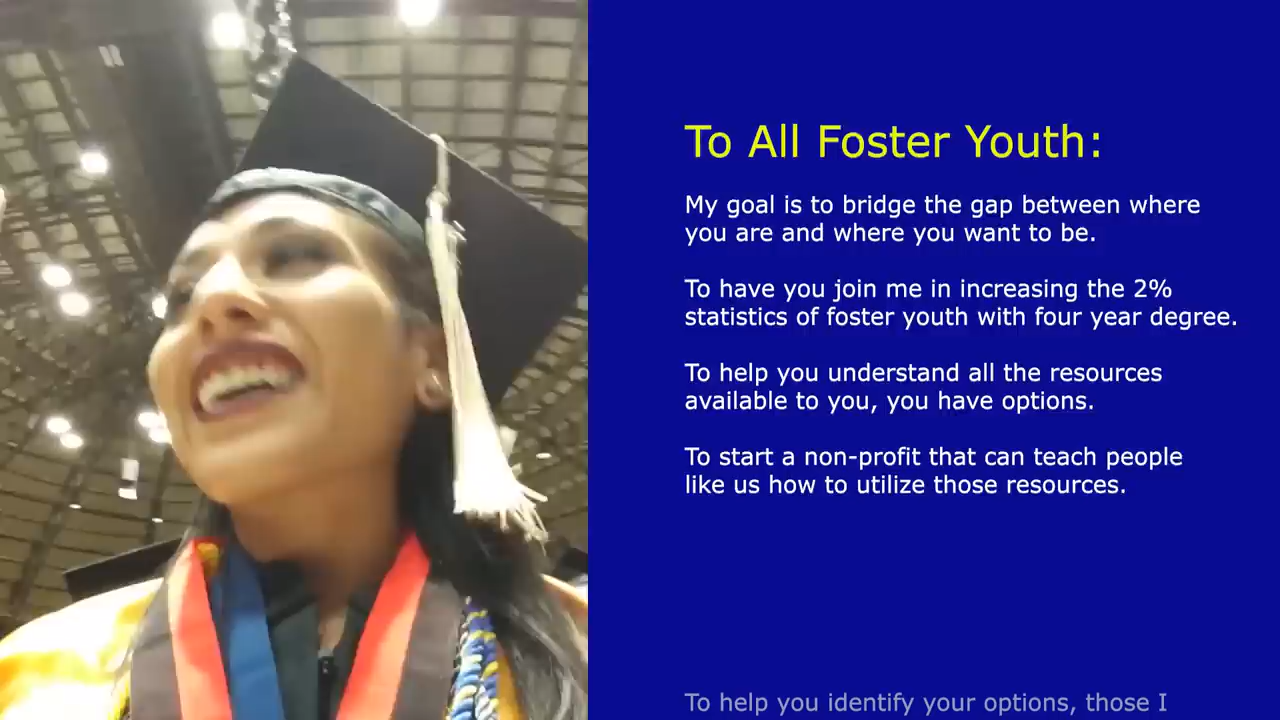 To All Foster Youth:
My goal is to bridge the gap between where
you are and where you want to be.
To have you join me in increasing the 2%
statistics of foster youth with four year degree.
To help you understand all the resources
available to you, you have options.
To start a non-profit that can teach people
like us how to utilize those resources.
To help you identify your options, those I